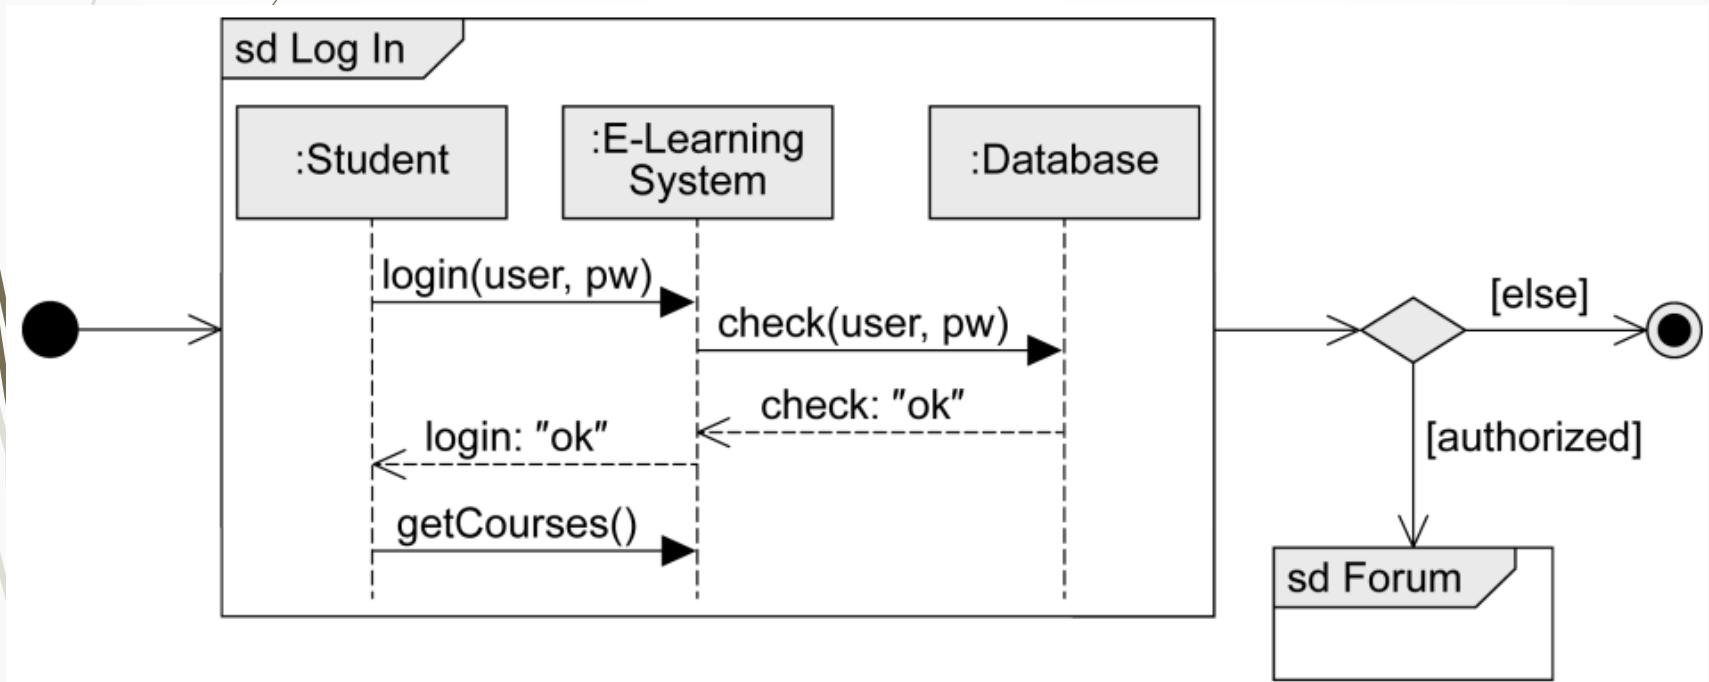 sd Log In
:Student
:E-Learning
System
:Database
login(user, pw)
check(user, pw)
check: "ok"
login: "ok"
getCourses()
[else]
[authorized]
sd Forum